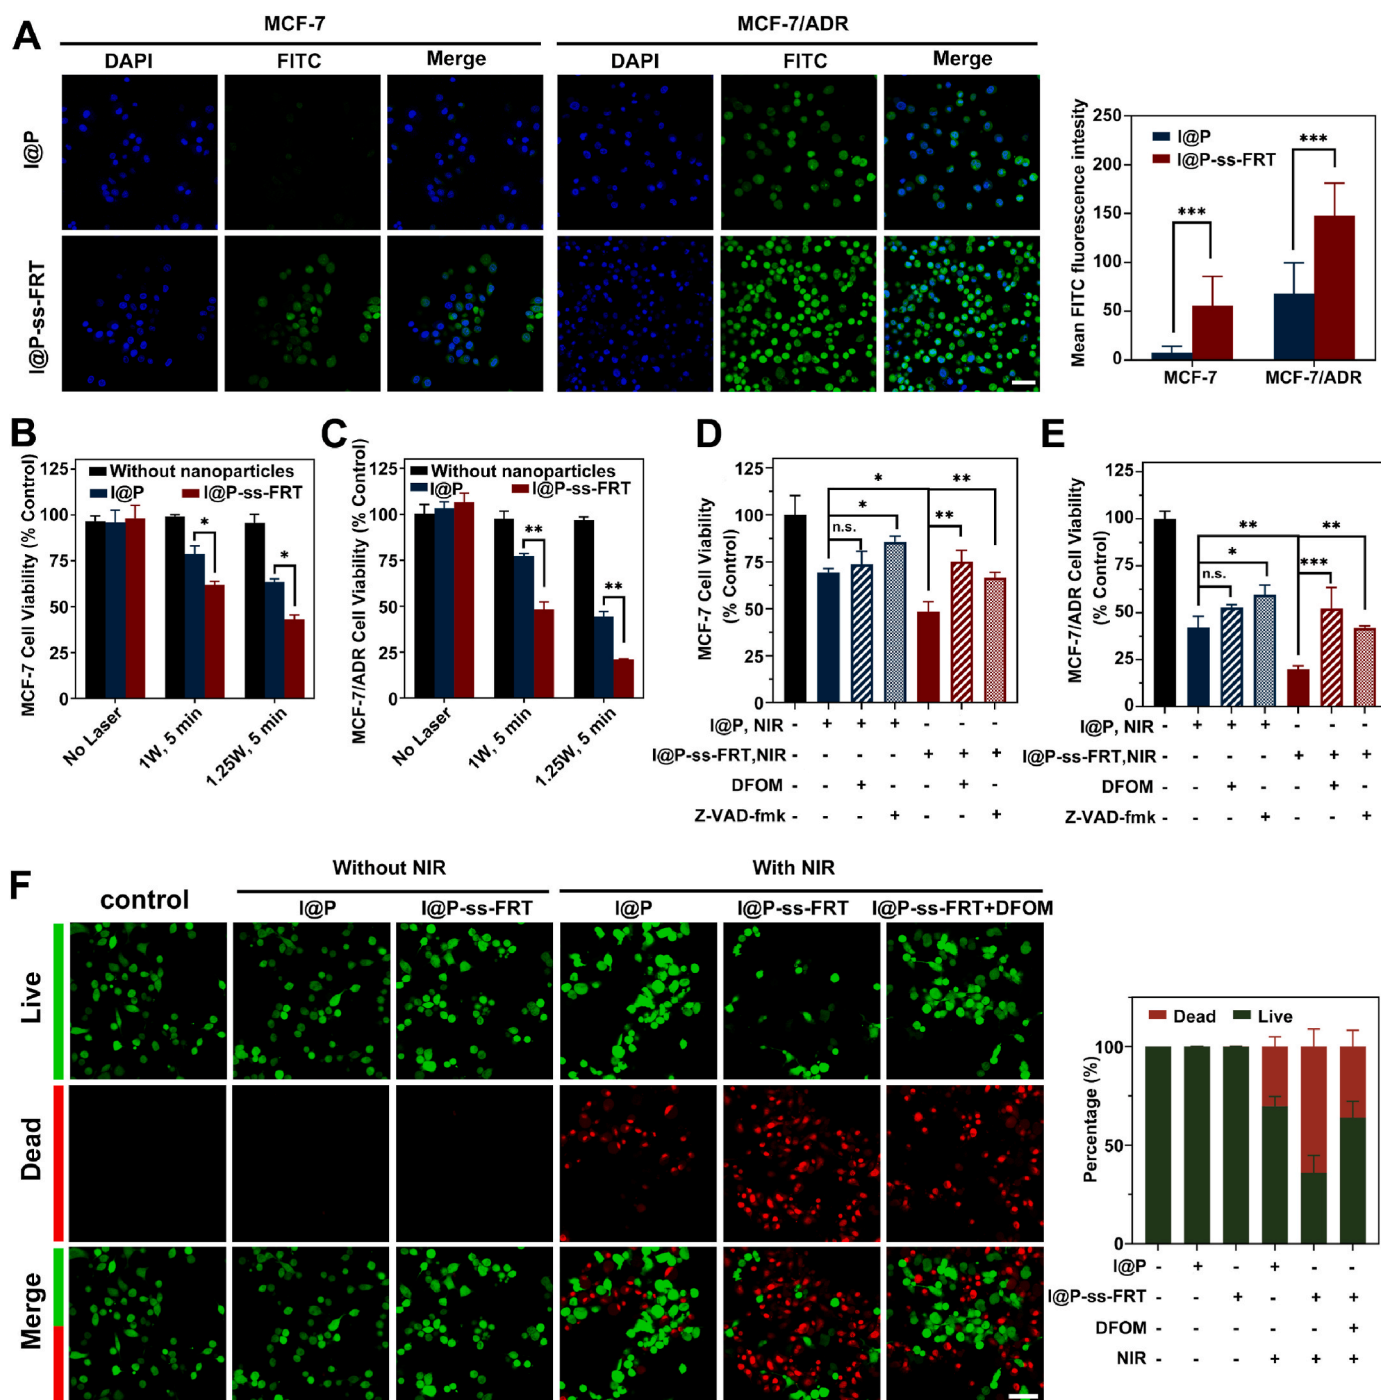 A
MCF-7
MCF-7/ADR
DAPI
FITC
Merge
DAPI
FITC
Merge
I@P
I@P-ss-FRT
Mean FITC fluorescence intesity
250
200
150
100
50
0
I@P
I@P-ss-FRT
***
***
MCF-7
MCF-7/ADR
B
MCF-7 Cell Viability (% Control)
125
100
75
50
25
0
Without nanoparticles
I@P
I@P-ss-FRT
*
*
No Laser
1W, 5 min
1.25W, 5 min
C
MCF-7/ADR Cell Viability (% Control)
125
100
75
50
25
0
Without nanoparticles
I@P
I@P-ss-FRT
**
**
No Laser
1W, 5 min
1.25W, 5 min
D
MCF-7 Cell Viability
(% Control)
125
100
75
50
25
0
*
**
*
n.s.
**
I@P, NIR - + + + - - -
I@P-ss-FRT,NIR - - - - + + +
DFOM - - + - - + -
Z-VAD-fmk - - - + - - +
E
MCF-7/ADR Cell Viability
(% Control)
125
100
75
50
25
0
**
**
*
n.s.
***
I@P, NIR - + + + - - -
I@P-ss-FRT,NIR - - - - + + +
DFOM - - + - - + -
Z-VAD-fmk - - - + - - +
F
Without NIR
With NIR
control
I@P
I@P-ss-FRT
I@P
I@P-ss-FRT
I@P-ss-FRT+DFOM
Live
Dead
Merge
Percentage (%)
100
50
0
Dead
Live
I@P - + - + - -
I@P-ss-FRT - - + - + +
DFOM - - - - - +
NIR - - - + + +